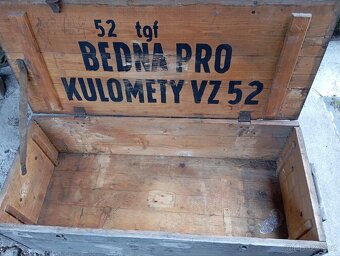 52 tgf
BEDNA PRO
KULOMETY VZ 52